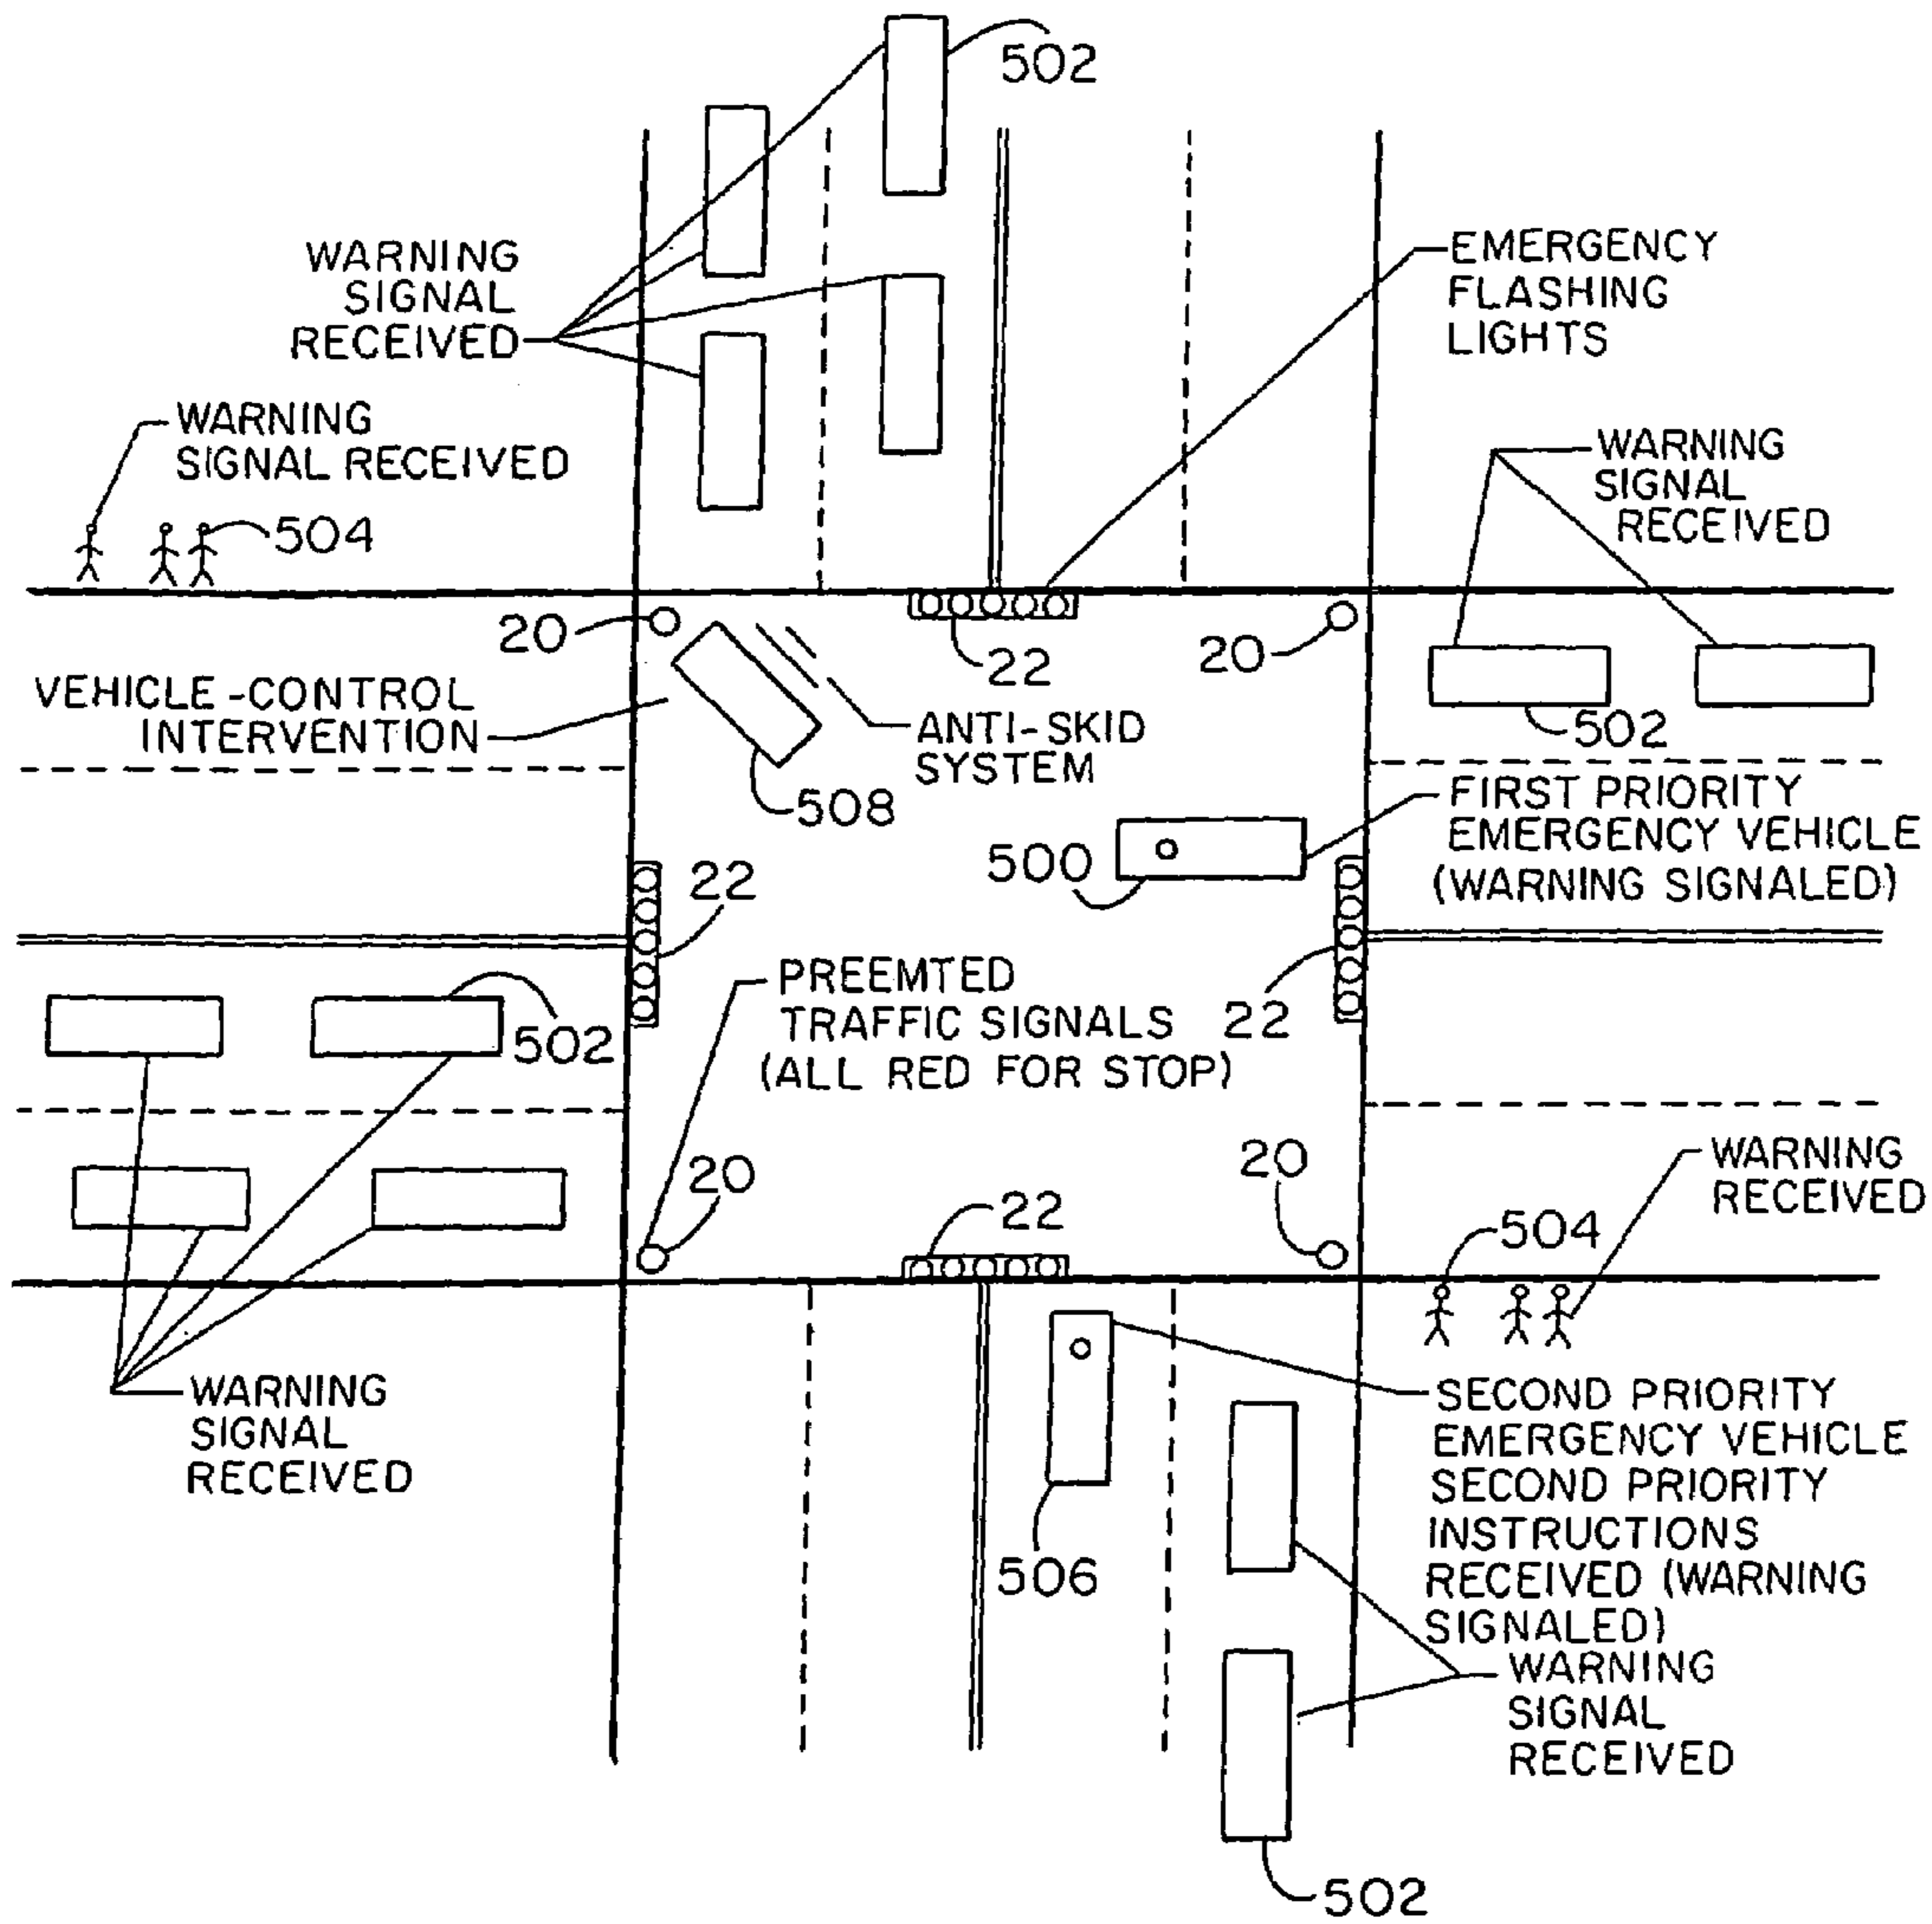 502
WARNING
SIGNAL
RECEIVED
EMERGENCY
FLASHING
LIGHTS
WARNING
SIGNAL RECEIVED
WARNING
SIGNAL
RECEIVED
504
20
22
20
VEHICLE-CONTROL
INTERVENTION
ANTI-SKID
SYSTEM
502
508
500
FIRST PRIORITY
EMERGENCY VEHICLE
(WARNING SIGNALED)
22
PREEMTED
TRAFFIC SIGNALS
(ALL RED FOR STOP)
22
502
20
20
22
WARNING
RECEIVED
504
WARNING
SIGNAL
RECEIVED
SECOND PRIORITY
EMERGENCY VEHICLE
SECOND PRIORITY
INSTRUCTIONS
RECEIVED (WARNING
SIGNALED)
506
WARNING
SIGNAL
RECEIVED
502